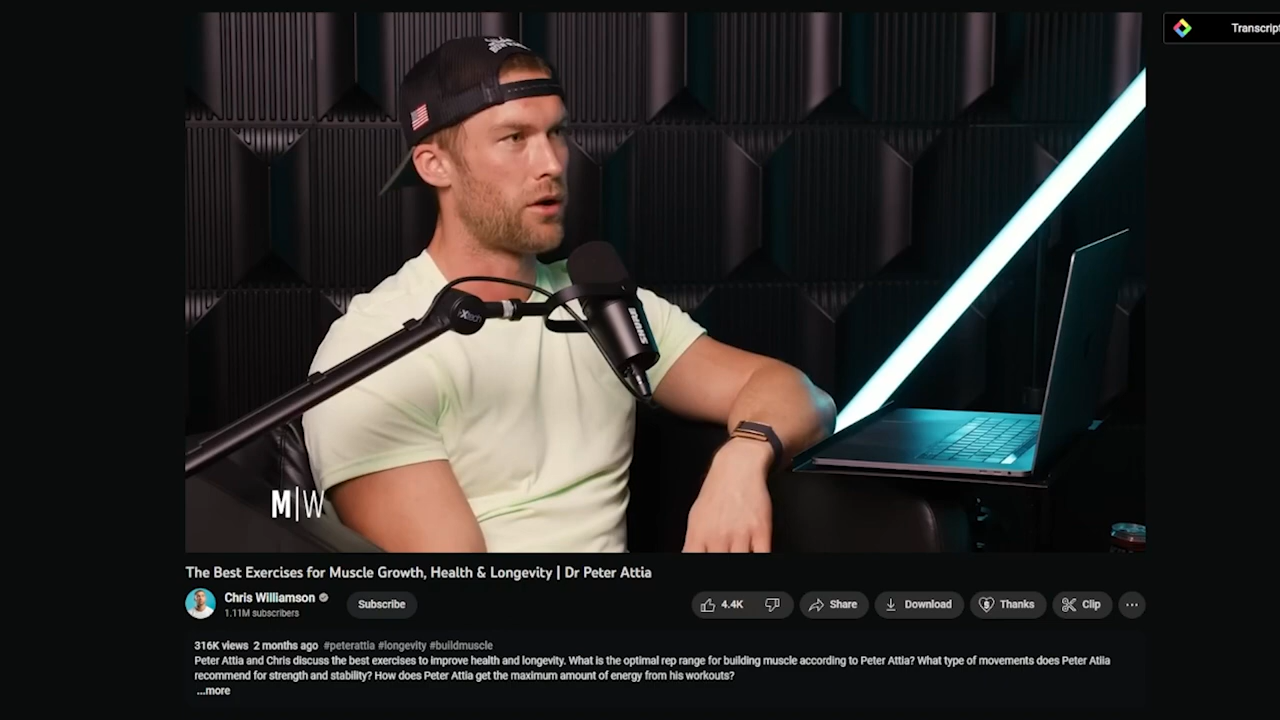 Transcript
SHURE
M|W
The Best Exercises for Muscle Growth, Health & Longevity | Dr Peter Attia
Chris Williamson
1.11M subscribers
Subscribe
4.4K
Share
Download
Thanks
Clip
316K views 2 months ago #peterattia #longevity #buildmuscle
Peter Attia and Chris discuss the best exercises to improve health and longevity. What is the optimal rep range for building muscle according to Peter Attia? What type of movements does Peter Attia
recommend for strength and stability? How does Peter Attia get the maximum amount of energy from his workouts?
...more